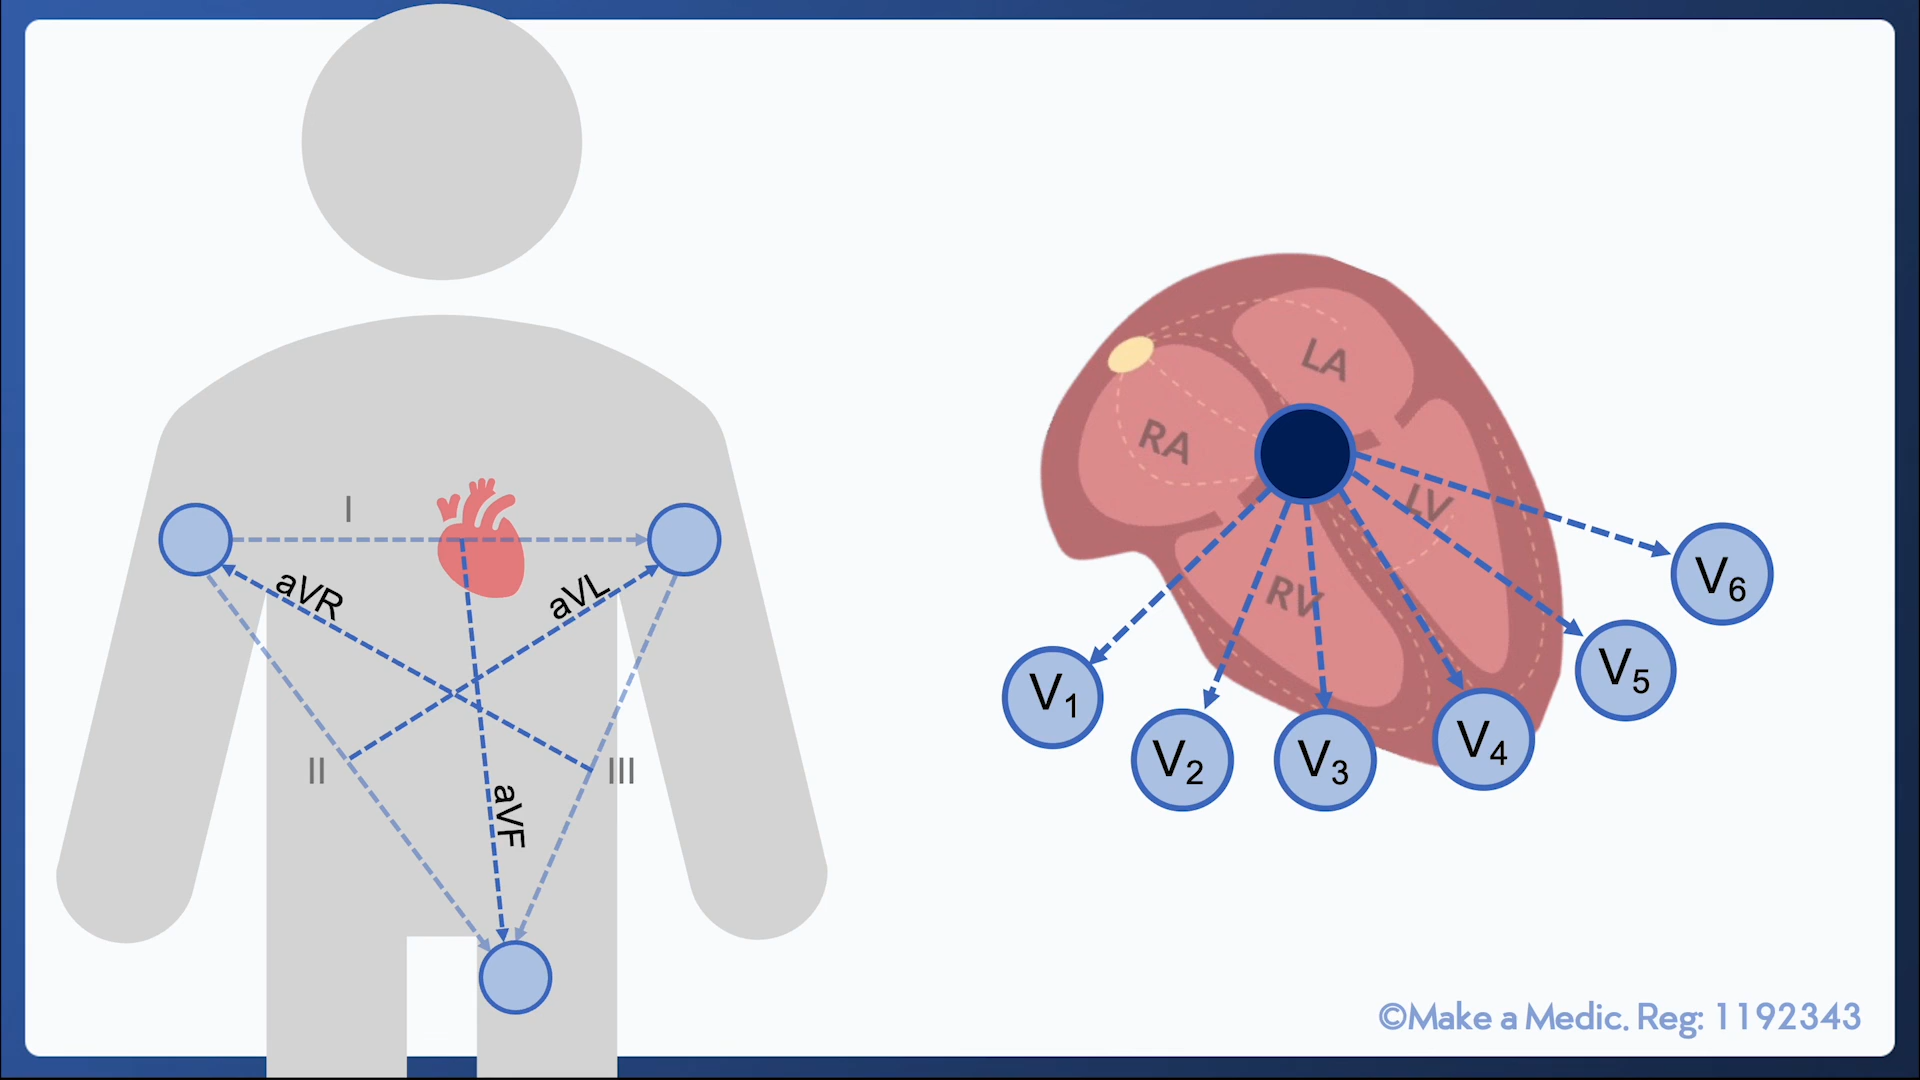 I
aVR
aVL
II
III
aVF
LA
RA
LV
RV
V1
V2
V3
V4
V5
V6
©Make a Medic. Reg: 1192343